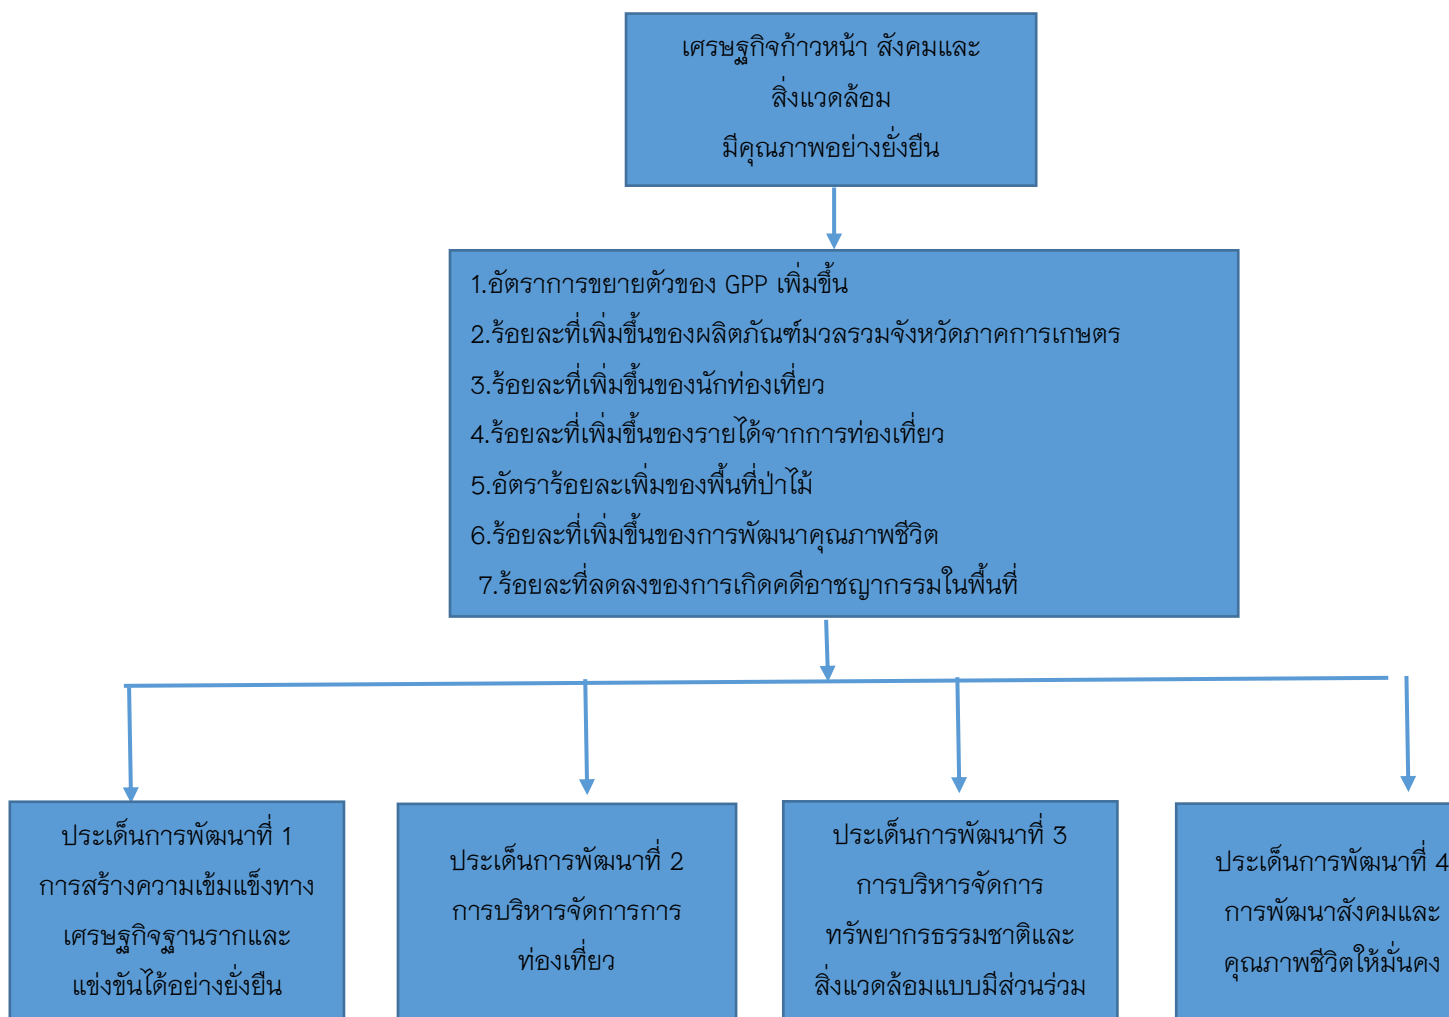 เศรษฐกิจก้าวหน้า สังคมและ
สิ่งแวดล้อม
มีคุณภาพอย่างยั่งยืน
1.อัตราการขยายตัวของ GPP เพิ่มขึ้น
2.ร้อยละที่เพิ่มขึ้นของผลิตภัณฑ์มวลรวมจังหวัดภาคการเกษตร
3.ร้อยละที่เพิ่มขึ้นของนักท่องเที่ยว
4.ร้อยละที่เพิ่มขึ้นของรายได้จากการท่องเที่ยว
5.อัตราร้อยละเพิ่มของพื้นที่ป่าไม้
6.ร้อยละที่เพิ่มขึ้นของการพัฒนาคุณภาพชีวิต
7.ร้อยละที่ลดลงของการเกิดคดีอาชญากรรมในพื้นที่
ประเด็นการพัฒนาที่ 1
การสร้างความเข้มแข็งทาง
เศรษฐกิจฐานรากและ
แข่งขันได้อย่างยั่งยืน
ประเด็นการพัฒนาที่ 2
การบริหารจัดการการ
ท่องเที่ยว
ประเด็นการพัฒนาที่ 3
การบริหารจัดการ
ทรัพยากรธรรมชาติและ
สิ่งแวดล้อมแบบมีส่วนร่วม
ประเด็นการพัฒนาที่ 4
การพัฒนาสังคมและ
คุณภาพชีวิตให้มั่นคง